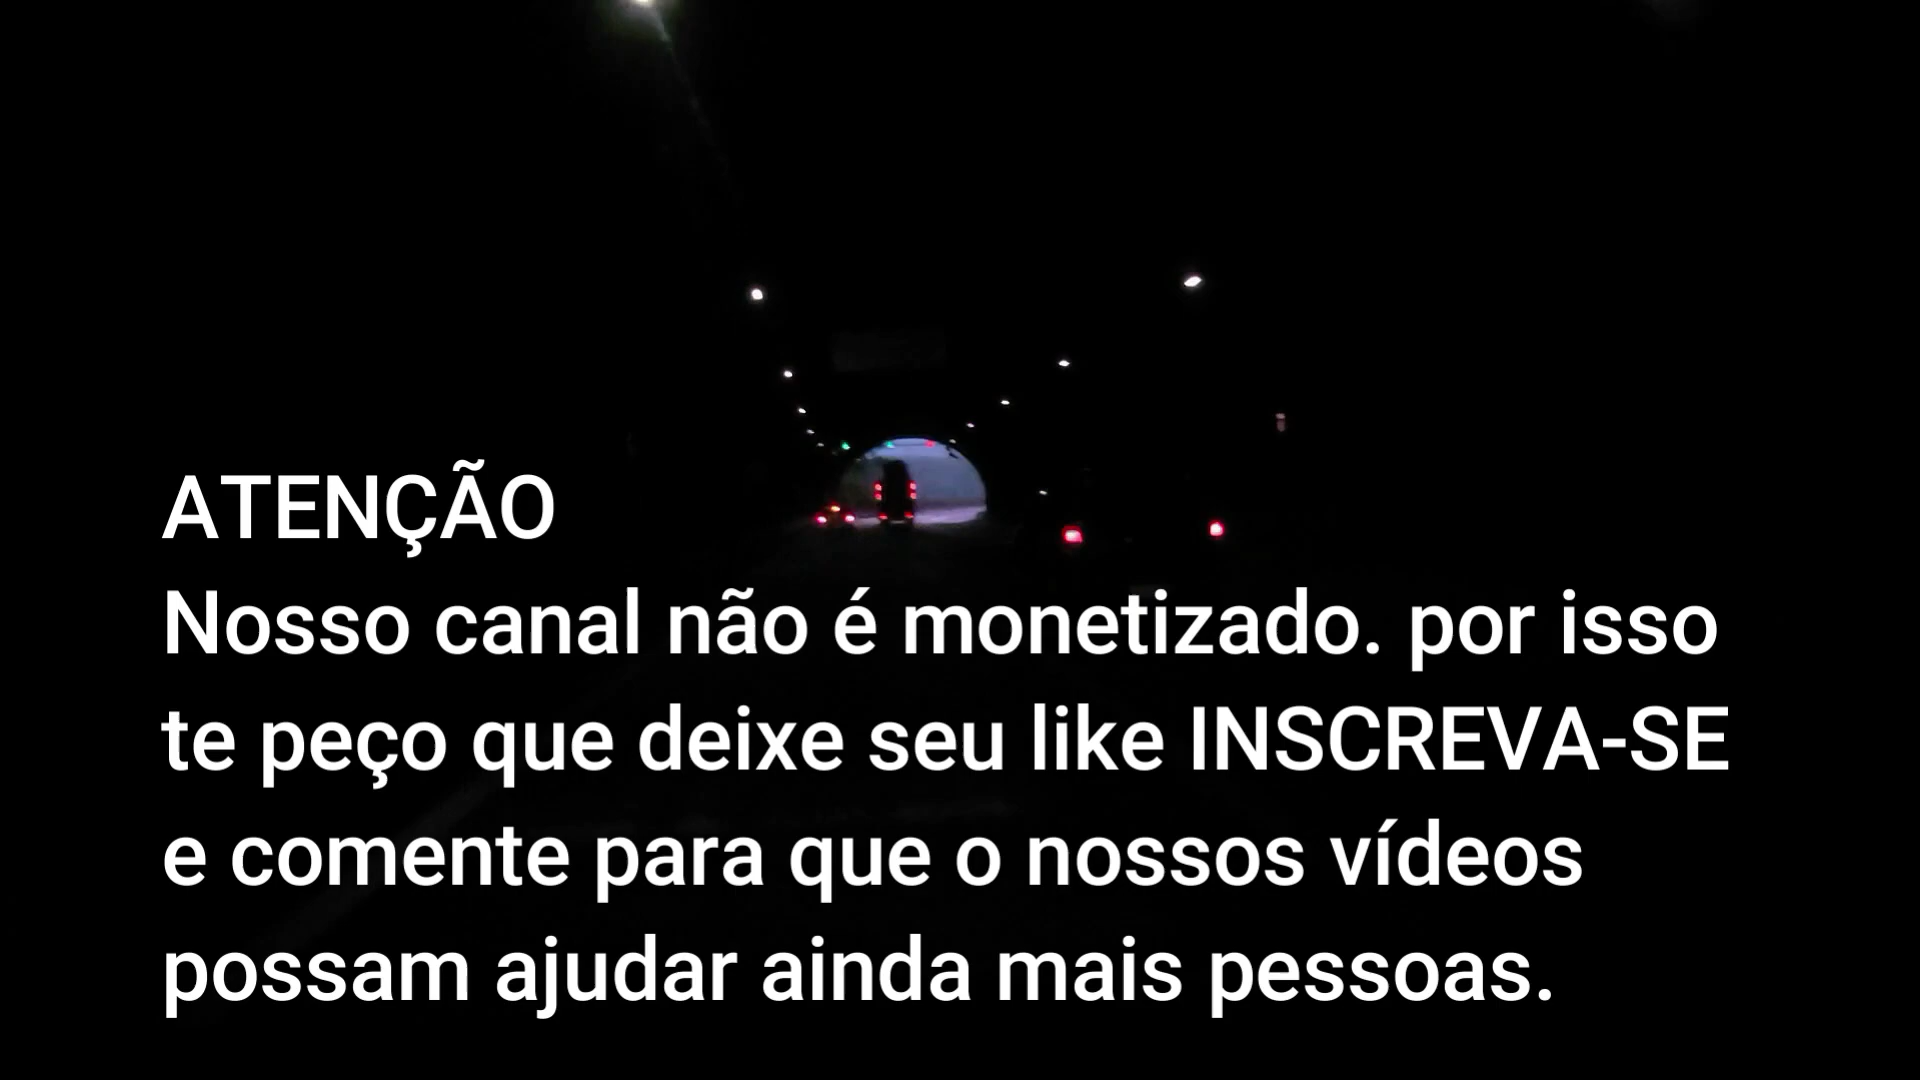 ATENÇÃO
Nosso canal não é monetizado. por isso
te peço que deixe seu like INSCREVA-SE
e comente para que o nossos vídeos
possam ajudar ainda mais pessoas.